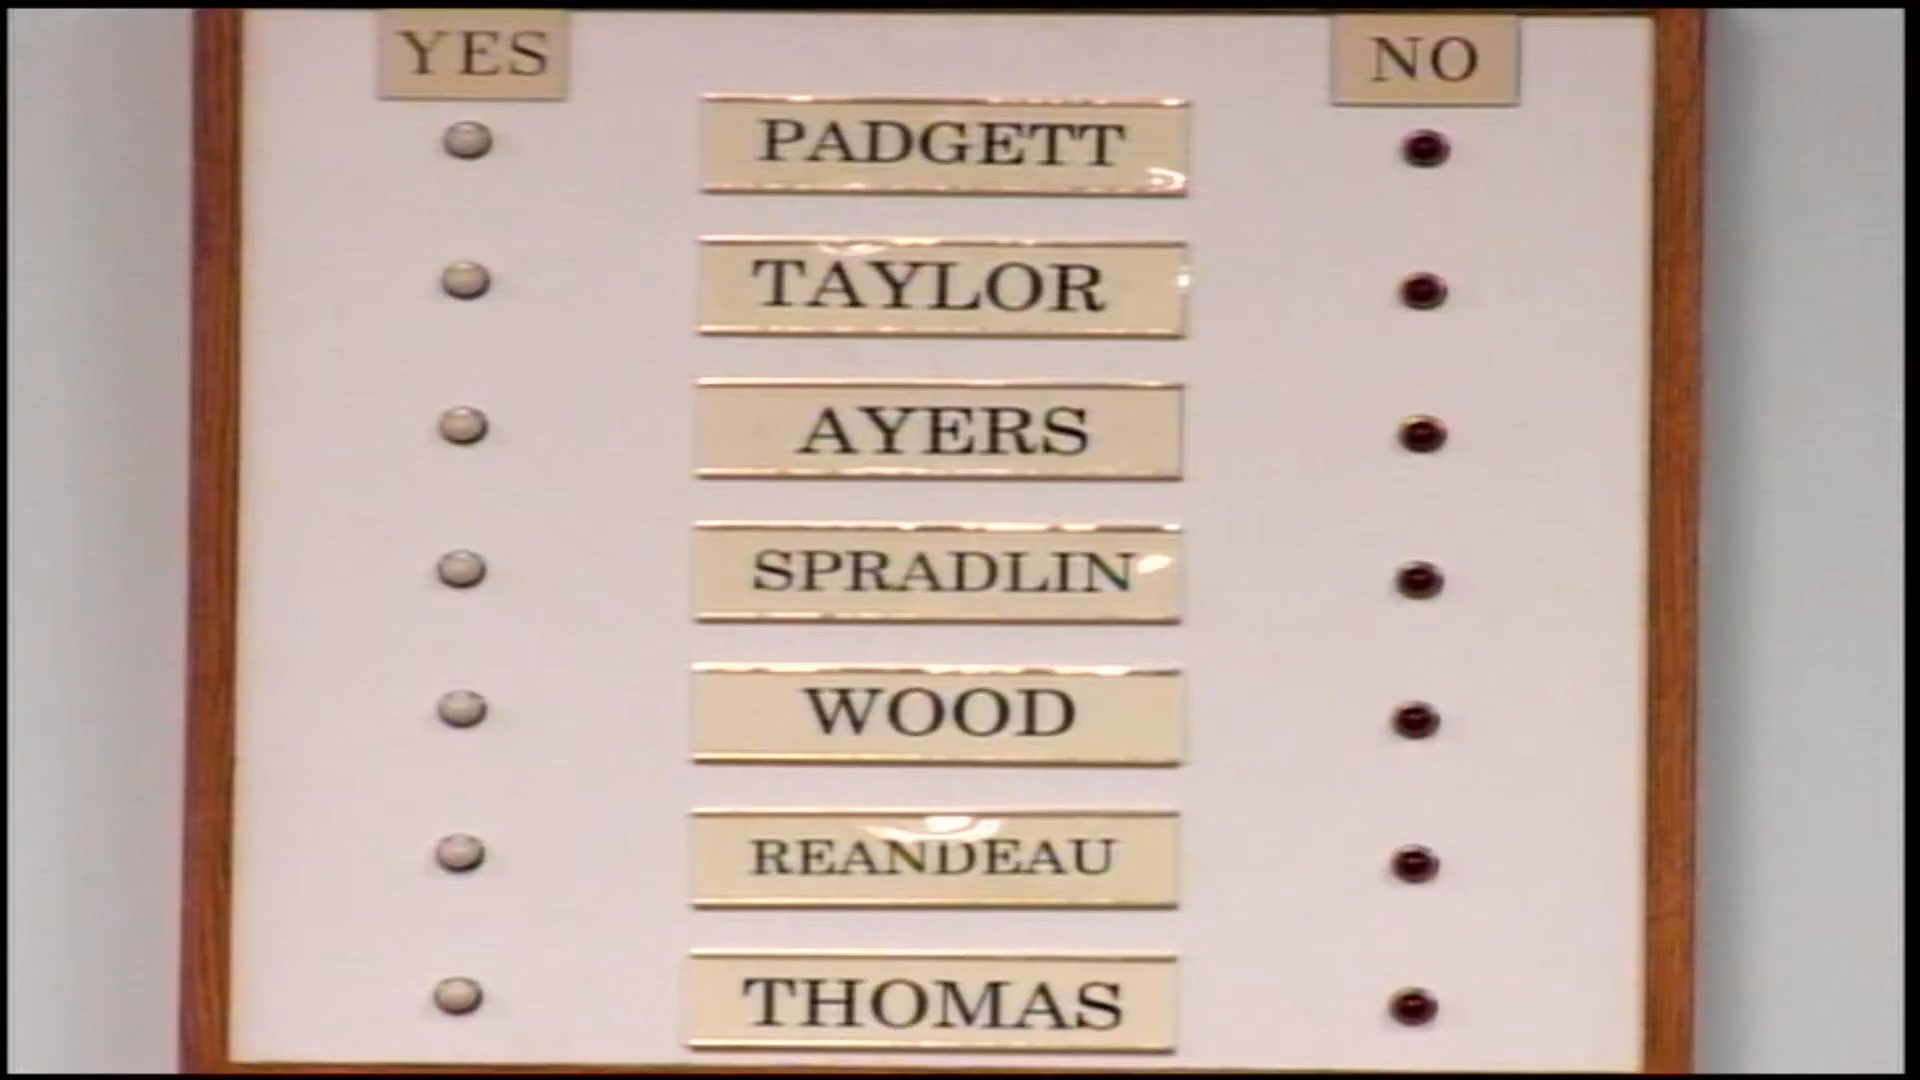 YES NO
PADGETT
TAYLOR
AYERS
SPRADLIN
WOOD
REANDEAU
THOMAS